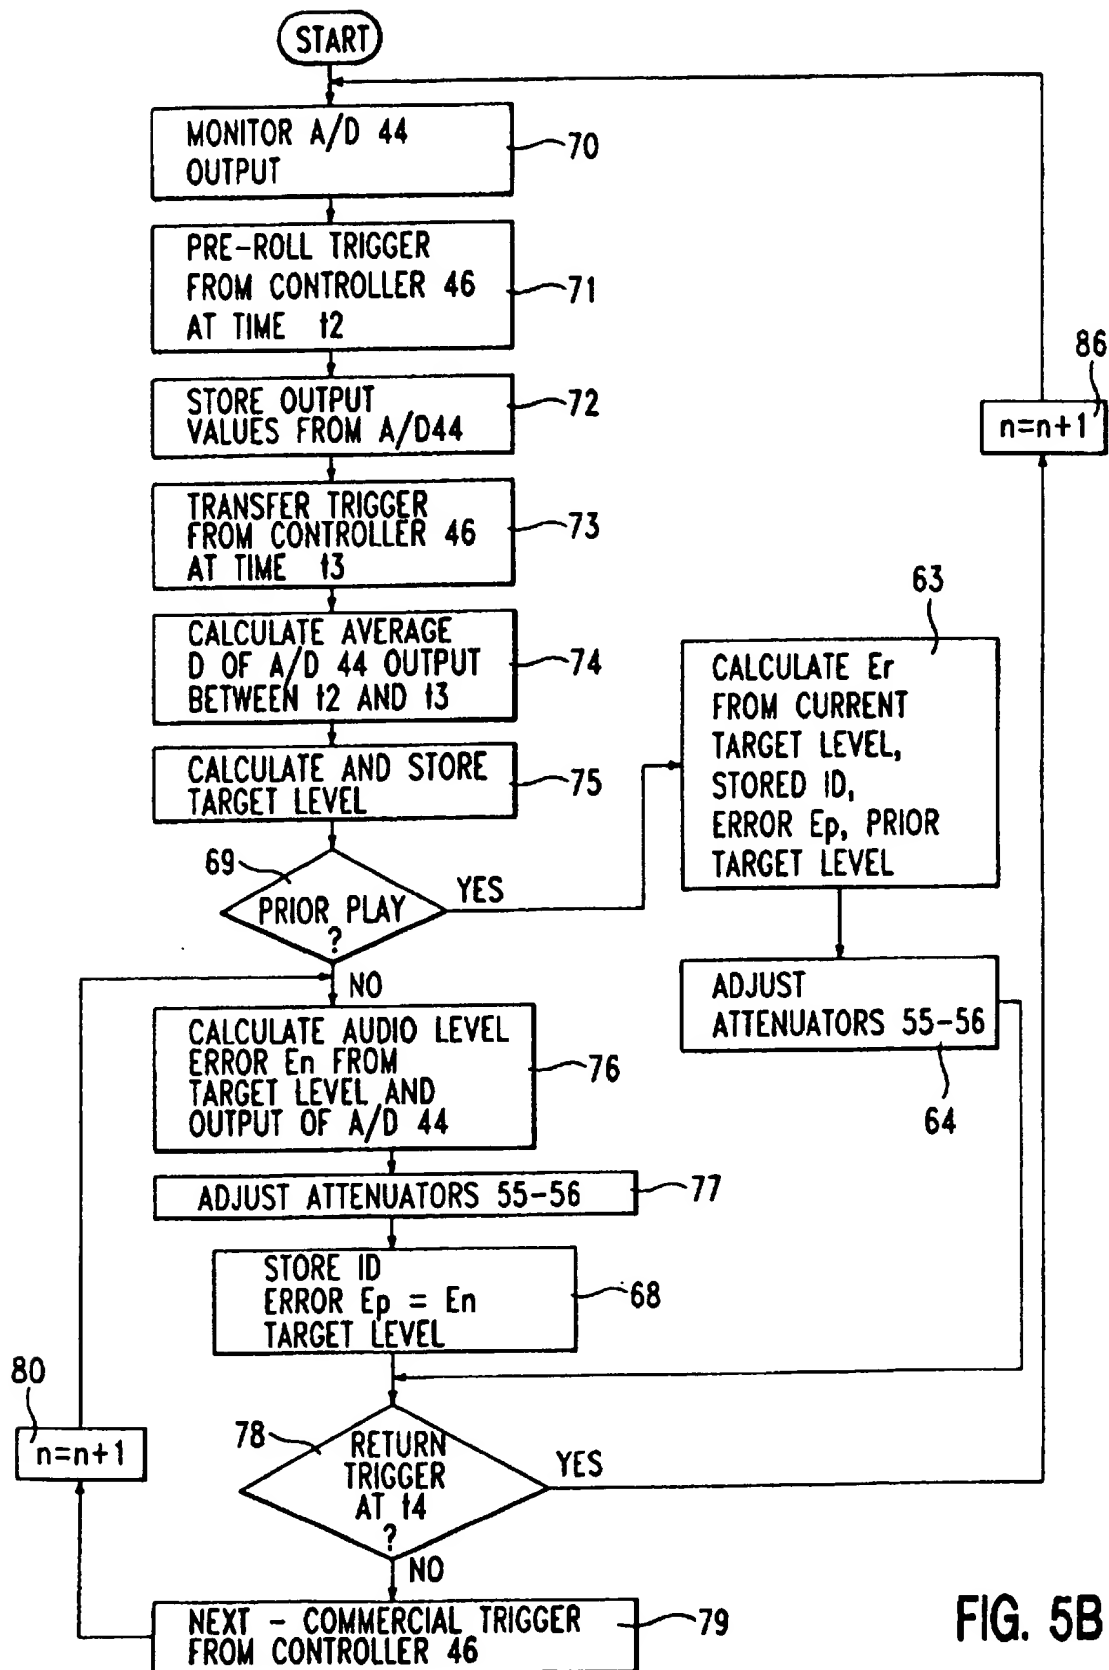 START
MONITOR A/D 44
OUTPUT
70
PRE-ROLL TRIGGER
FROM CONTROLLER 46
AT TIME t2
71
STORE OUTPUT
VALUES FROM A/D44
72
TRANSFER TRIGGER
FROM CONTROLLER 46
AT TIME t3
73
CALCULATE AVERAGE
D OF A/D 44 OUTPUT
BETWEEN t2 AND t3
74
CALCULATE AND STORE
TARGET LEVEL
75
69
PRIOR PLAY
?
YES
NO
63
CALCULATE Er
FROM CURRENT
TARGET LEVEL,
STORED ID,
ERROR Ep, PRIOR
TARGET LEVEL
ADJUST
ATTENUATORS 55-56
64
86
n=n+1
CALCULATE AUDIO LEVEL
ERROR En FROM
TARGET LEVEL AND
OUTPUT OF A/D 44
76
ADJUST ATTENUATORS 55-56
77
STORE ID
ERROR Ep = En
TARGET LEVEL
68
80
n=n+1
78
RETURN
TRIGGER
AT t4
?
YES
NO
NEXT - COMMERCIAL TRIGGER
FROM CONTROLLER 46
79
FIG. 5B